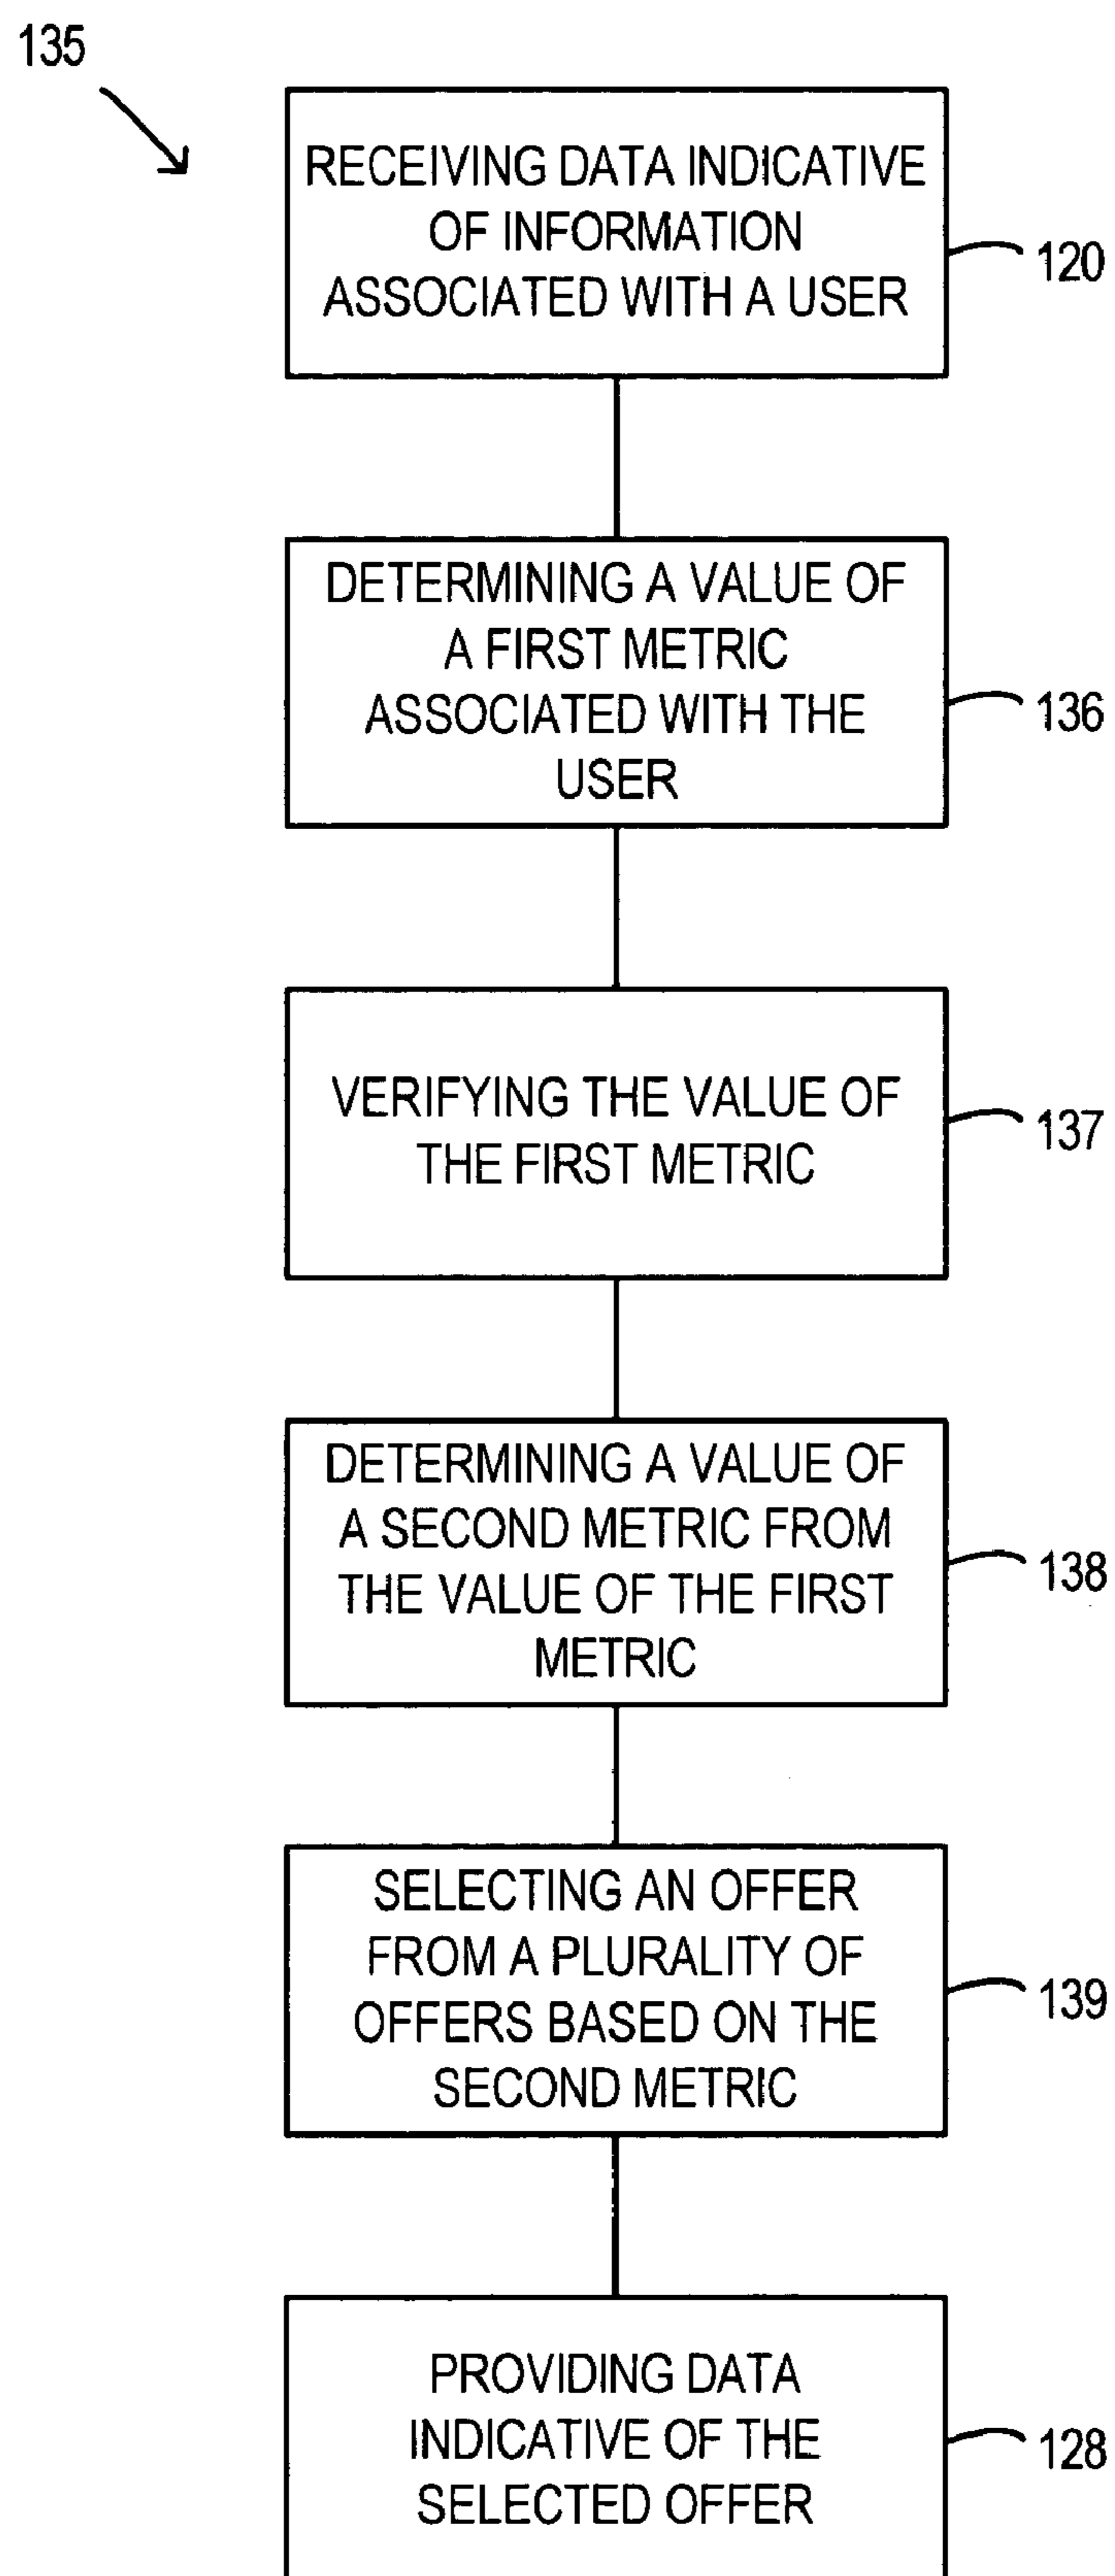 135
RECEIVING DATA INDICATIVE
OF INFORMATION
ASSOCIATED WITH A USER
120
DETERMINING A VALUE OF
A FIRST METRIC
ASSOCIATED WITH THE
USER
136
VERIFYING THE VALUE OF
THE FIRST METRIC
137
DETERMINING A VALUE OF
A SECOND METRIC FROM
THE VALUE OF THE FIRST
METRIC
138
SELECTING AN OFFER
FROM A PLURALITY OF
OFFERS BASED ON THE
SECOND METRIC
139
PROVIDING DATA
INDICATIVE OF THE
SELECTED OFFER
128